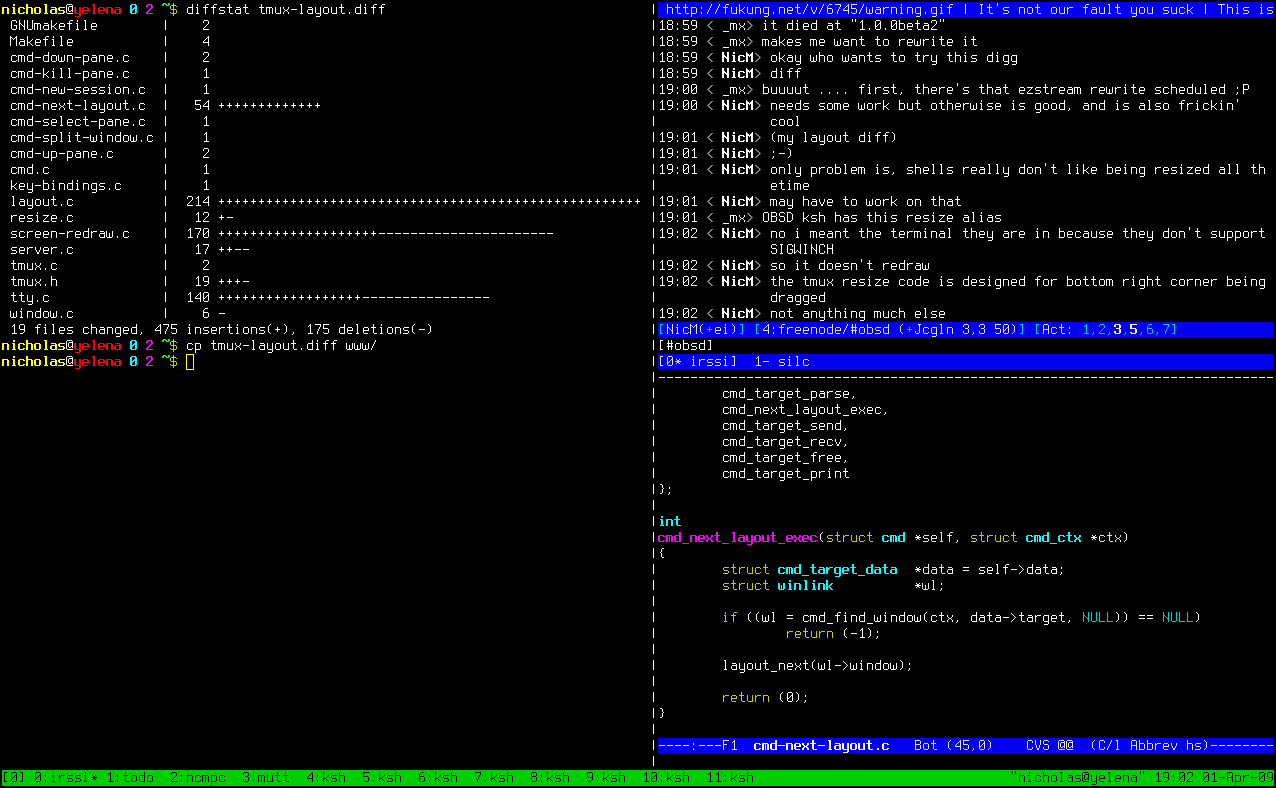 nicholas@yelena 0 2 ~$ diffstat tmux-layout.diff
GNUmakefile | 2
Makefile | 4
cmd-down-pane.c | 2
cmd-kill-pane.c | 1
cmd-new-session.c | 1
cmd-next-layout.c | 54 +++++++++++++
cmd-select-pane.c | 1
cmd-split-window.c | 1
cmd-up-pane.c | 2
cmd.c | 1
key-bindings.c | 1
layout.c | 214 +++++++++++++++++++++++++++++++++++++++++++++++++++++
resize.c | 12 +-
screen-redraw.c | 170 ++++++++++++++++++++----------------------
server.c | 17 ++--
tmux.c | 2
tmux.h | 19 +++-
tty.c | 140 ++++++++++++++++++----------------
window.c | 6 -
19 files changed, 475 insertions(+), 175 deletions(-)
nicholas@yelena 0 2 ~$ cp tmux-layout.diff www/
nicholas@yelena 0 2 ~$
http://fukung.net/v/6745/warning.gif | It's not our fault you suck | This is
18:59 < _mx> it died at "1.0.0beta2"
18:59 < _mx> makes me want to rewrite it
18:59 < NicM> okay who wants to try this digg
18:59 < NicM> diff
19:00 < _mx> buuuut .... first, there's that ezstream rewrite scheduled ;P
19:00 < NicM> needs some work but otherwise is good, and is also frickin'
cool
19:01 < NicM> (my layout diff)
19:01 < NicM> ;-)
19:01 < NicM> only problem is, shells really don't like being resized all th
etime
19:01 < NicM> may have to work on that
19:01 < _mx> OBSD ksh has this resize alias
19:02 < NicM> no i meant the terminal they are in because they don't support
SIGWINCH
19:02 < NicM> so it doesn't redraw
19:02 < NicM> the tmux resize code is designed for bottom right corner being
dragged
19:02 < NicM> not anything much else
[NicM(+ei)] [4:freenode/#obsd (+Jcgln 3,3 50)] [Act: 1,2,3,5,6,7]
[#obsd]
[0* irssi] 1- silc
-----------------------------------------------------------------------------
cmd_target_parse,
cmd_next_layout_exec,
cmd_target_send,
cmd_target_recv,
cmd_target_free,
cmd_target_print
};
int
cmd_next_layout_exec(struct cmd *self, struct cmd_ctx *ctx)
{
struct cmd_target_data *data = self->data;
struct winlink *wl;
if ((wl = cmd_find_window(ctx, data->target, NULL)) == NULL)
return (-1);
layout_next(wl->window);
return (0);
}
----:---F1 cmd-next-layout.c Bot (45,0) CVS @@ (C/l Abbrev hs)--------
[0] 0:irssi* 1:todo 2:ncmpc 3:mutt 4:ksh 5:ksh 6:ksh 7:ksh 8:ksh 9:ksh 10:ksh 11:ksh "nicholas@yelena" 19:02 01-Apr-09